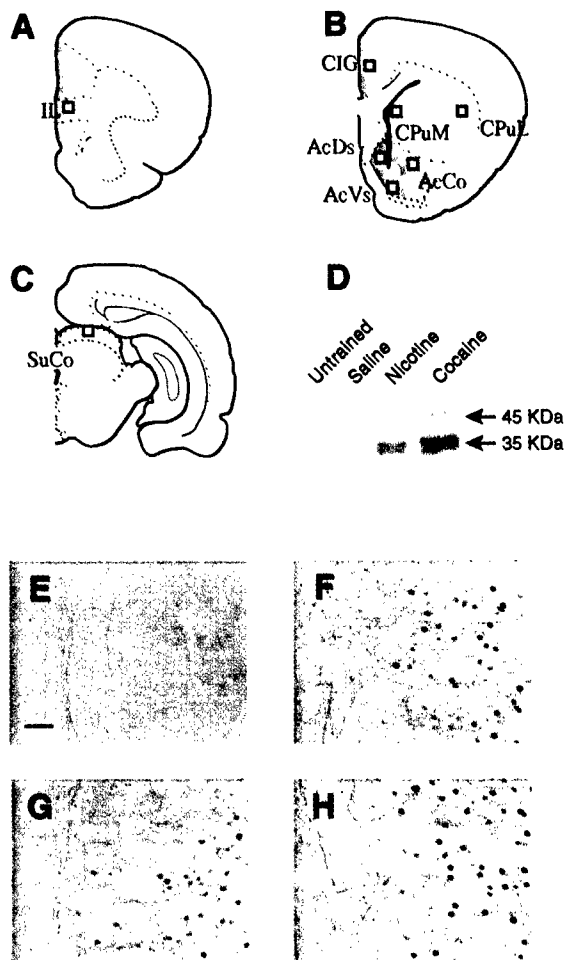 A
IL
B
CIG
CPuM
CPuL
AcDs
AcVs
AcCo
C
SuCo
D
Untrained
Saline
Nicotine
Cocaine
45 KDa
35 KDa
E
F
G
H